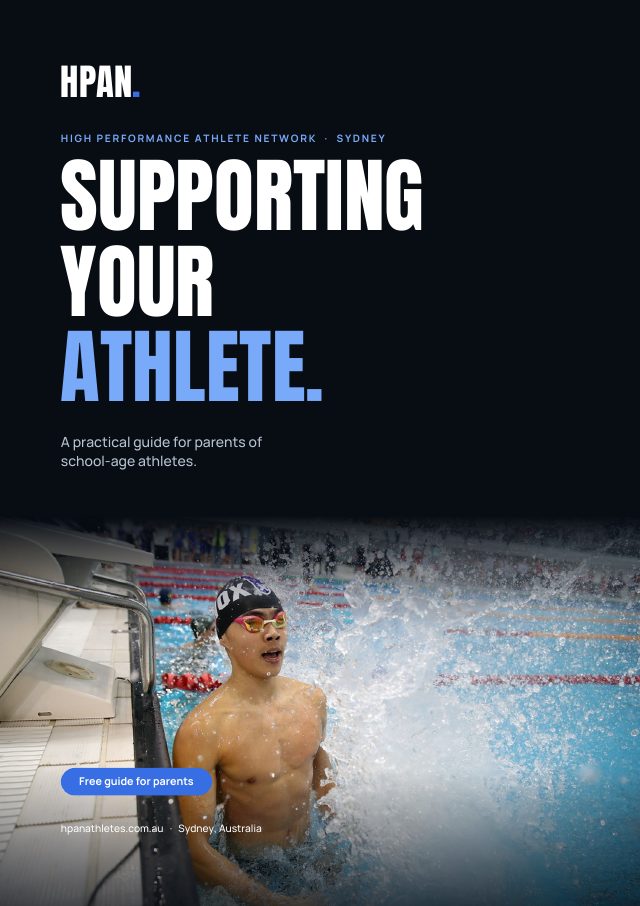 HPAN.
HIGH PERFORMANCE ATHLETE NETWORK · SYDNEY
SUPPORTING
YOUR
ATHLETE.
A practical guide for parents of
school-age athletes.
Free guide for parents
hpanathletes.com.au · Sydney, Australia